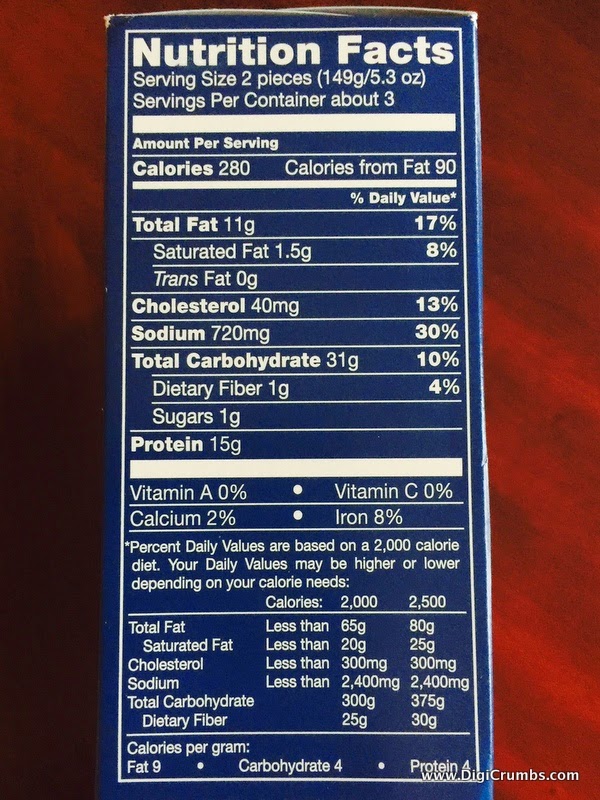 Nutrition Facts
Serving Size 2 pieces (149g/5.3 oz)
Servings Per Container about 3
Amount Per Serving
Calories 280 Calories from Fat 90
% Daily Value*
Total Fat 11g 17%
Saturated Fat 1.5g 8%
Trans Fat 0g
Cholesterol 40mg 13%
Sodium 720mg 30%
Total Carbohydrate 31g 10%
Dietary Fiber 1g 4%
Sugars 1g
Protein 15g
Vitamin A 0% • Vitamin C 0%
Calcium 2% • Iron 8%
*Percent Daily Values are based on a 2,000 calorie
diet. Your Daily Values may be higher or lower
depending on your calorie needs:
Calories: 2,000 2,500
Total Fat Less than 65g 80g
Saturated Fat Less than 20g 25g
Cholesterol Less than 300mg 300mg
Sodium Less than 2,400mg 2,400mg
Total Carbohydrate 300g 375g
Dietary Fiber 25g 30g
Calories per gram:
Fat 9 • Carbohydrate 4 • Protein 4
www.DigiCrumbs.com